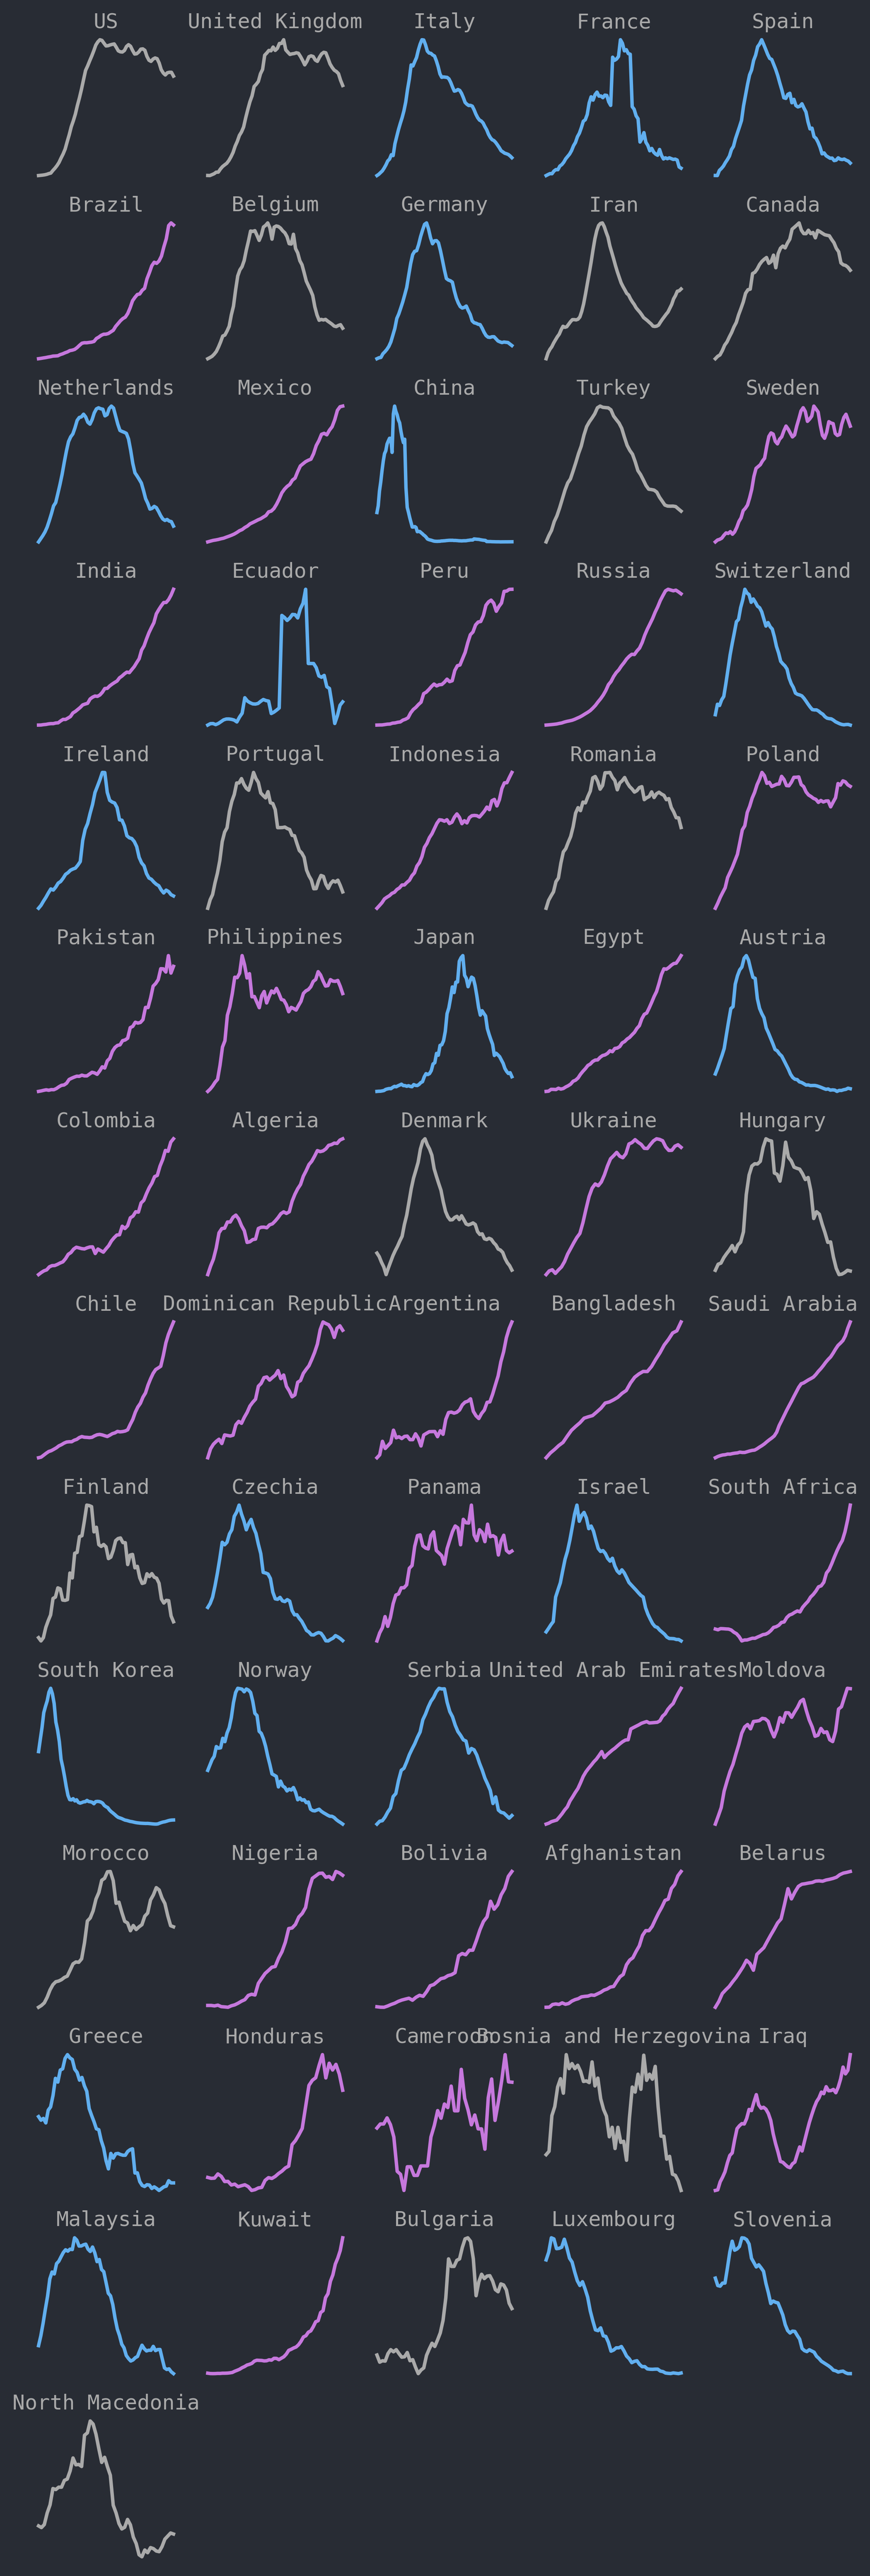 US United Kingdom Italy France Spain
Brazil Belgium Germany Iran Canada
Netherlands Mexico China Turkey Sweden
India Ecuador Peru Russia Switzerland
Ireland Portugal Indonesia Romania Poland
Pakistan Philippines Japan Egypt Austria
Colombia Algeria Denmark Ukraine Hungary
Chile Dominican Republic Argentina Bangladesh Saudi Arabia
Finland Czechia Panama Israel South Africa
South Korea Norway Serbia United Arab Emirates Moldova
Morocco Nigeria Bolivia Afghanistan Belarus
Greece Honduras Cameroon Bosnia and Herzegovina Iraq
Malaysia Kuwait Bulgaria Luxembourg Slovenia
North Macedonia